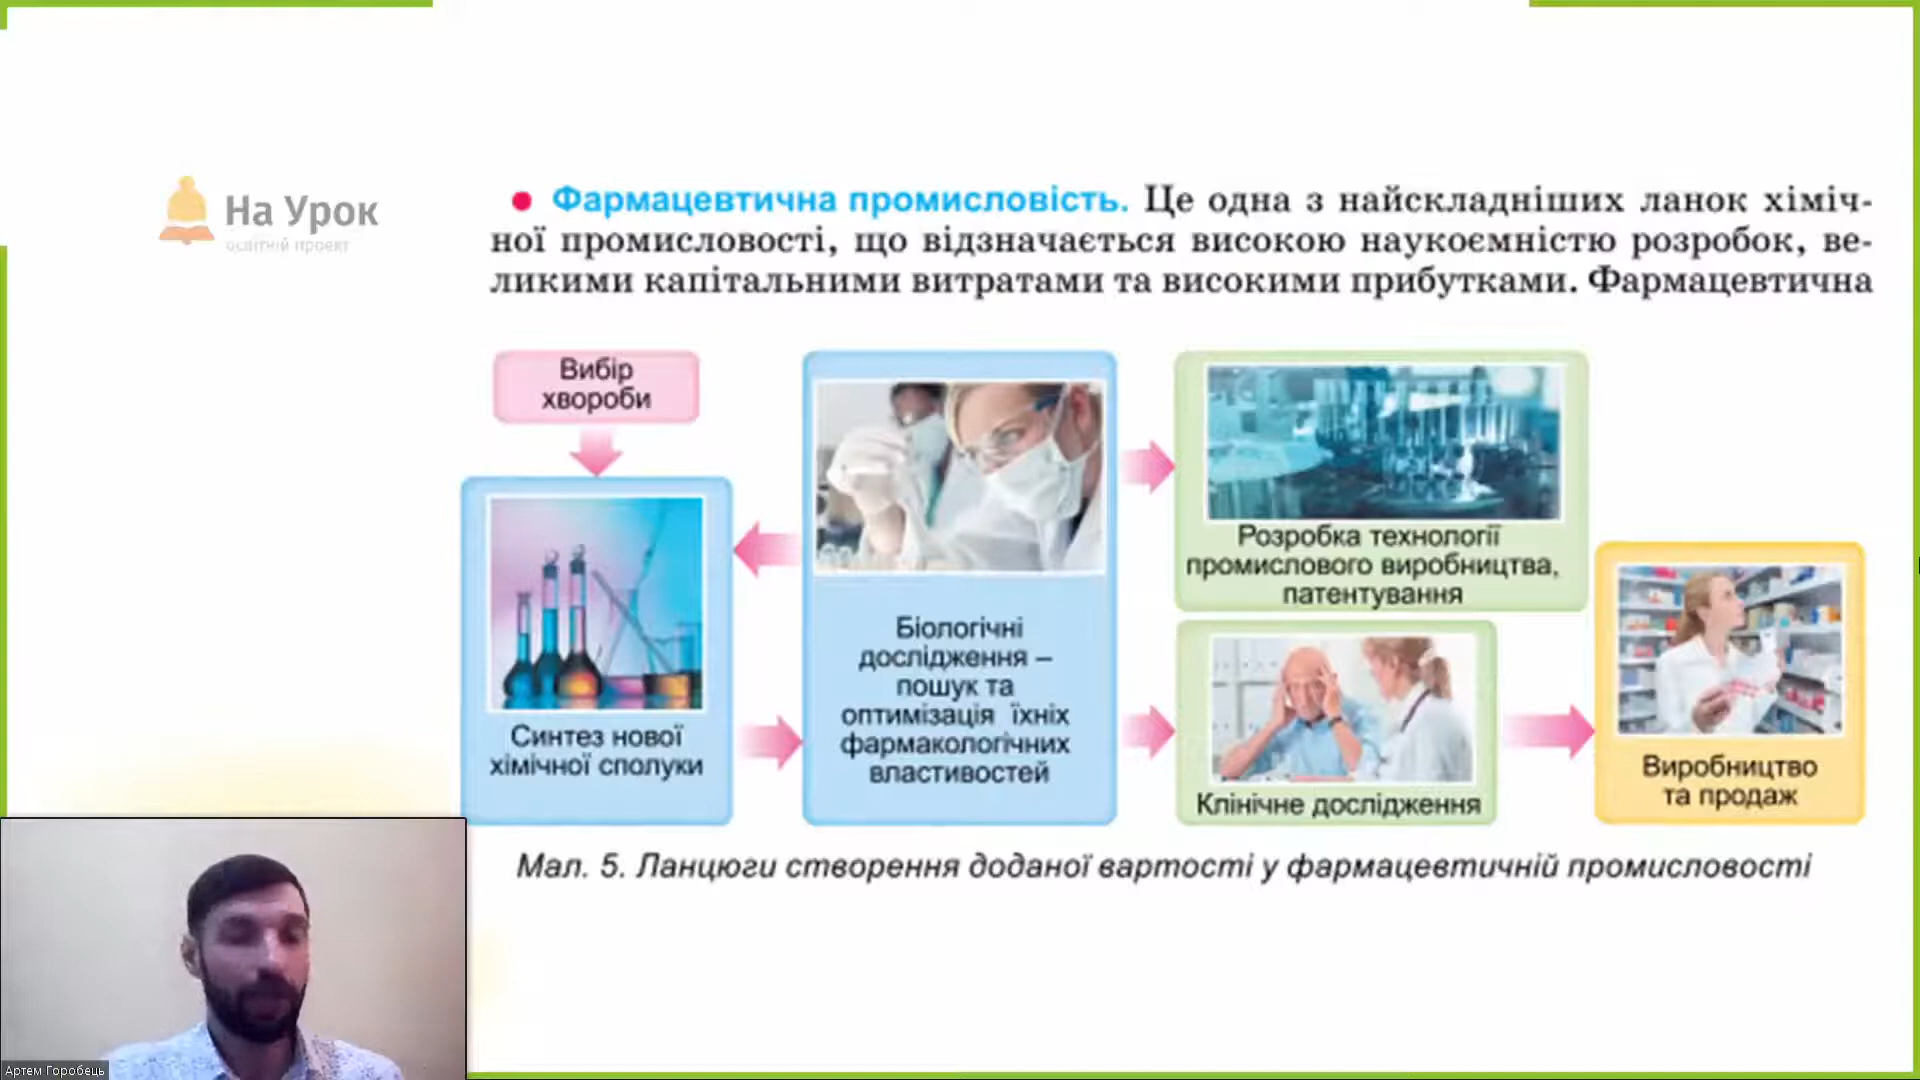 На Урок
освітній проект
Фармацевтична промисловість. Це одна з найскладніших ланок хіміч-
ної промисловості, що відзначається високою наукоємністю розробок, ве-
ликими капітальними витратами та високими прибутками. Фармацевтична
Вибір
хвороби
Синтез нової
хімічної сполуки
Біологічні
дослідження –
пошук та
оптимізація їхніх
фармакологічних
властивостей
Розробка технології
промислового виробництва,
патентування
Клінічне дослідження
Виробництво
та продаж
Мал. 5. Ланцюги створення доданої вартості у фармацевтичній промисловості
Артем Горобець